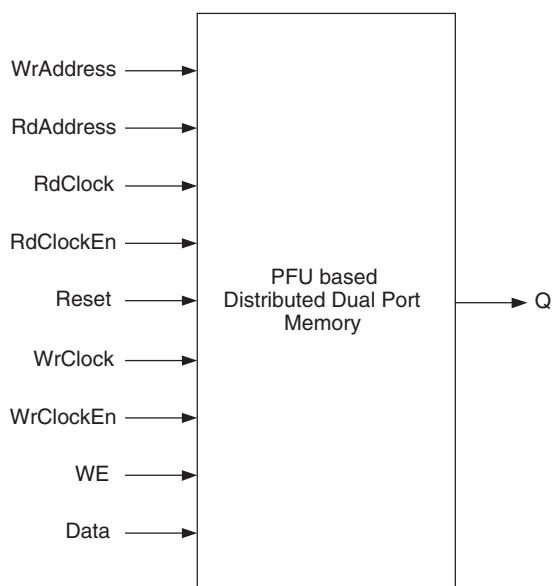 WrAddress
RdAddress
RdClock
RdClockEn
Reset
WrClock
WrClockEn
WE
Data
PFU based
Distributed Dual Port
Memory
Q